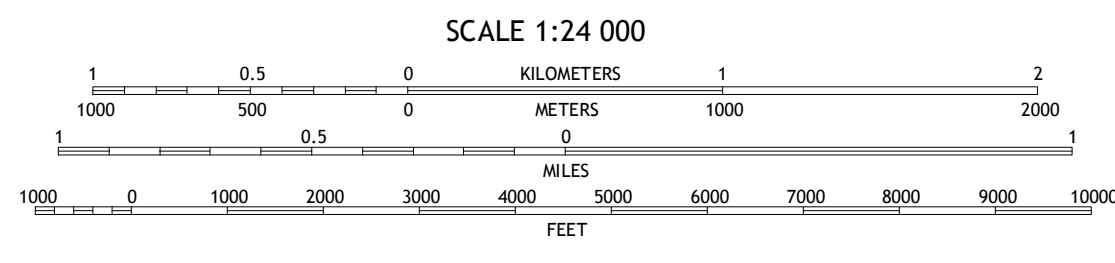 SCALE 1:24 000
1 0.5 0 KILOMETERS 1 2
1000 500 0 METERS 1000 2000
1 0.5 0 1
MILES
1000 0 1000 2000 3000 4000 5000 6000 7000 8000 9000 10000
FEET